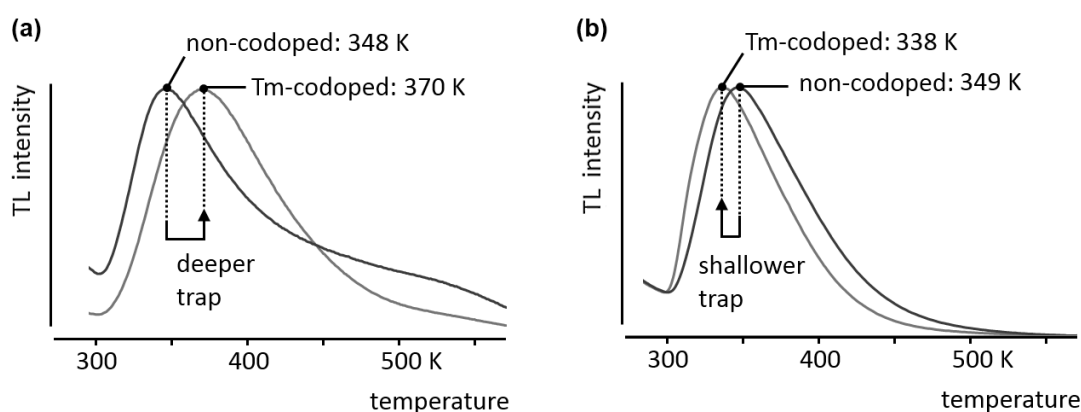 (a)
non-codoped: 348 K
Tm-codoped: 370 K
TL intensity
deeper
trap
300
400
500 K
temperature
(b)
Tm-codoped: 338 K
non-codoped: 349 K
TL intensity
shallower
trap
300
400
500 K
temperature